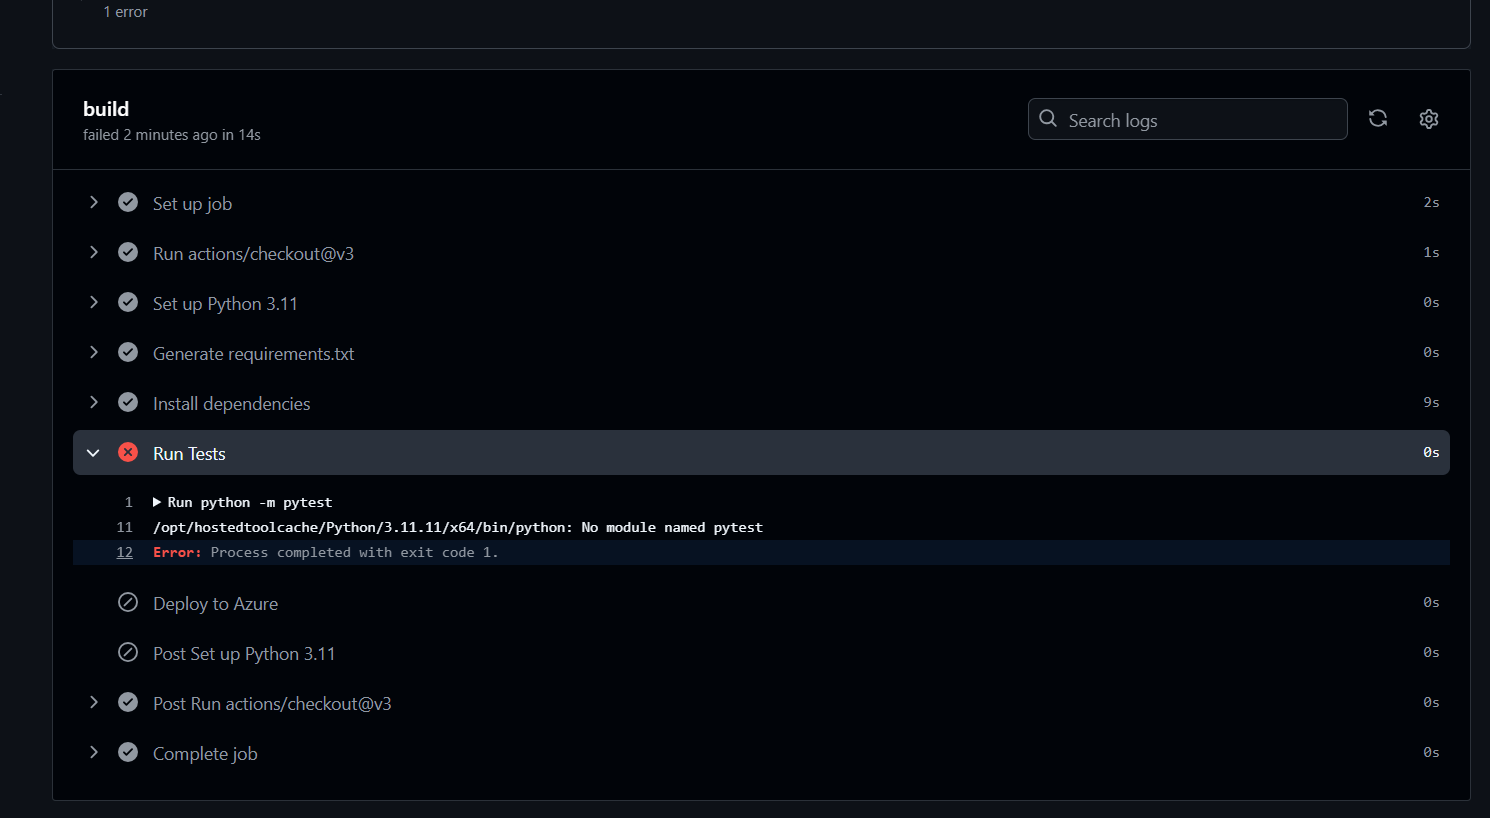 1 error
build
failed 2 minutes ago in 14s
Search logs
Set up job 2s
Run actions/checkout@v3 1s
Set up Python 3.11 0s
Generate requirements.txt 0s
Install dependencies 9s
Run Tests 0s
1 Run python -m pytest
11 /opt/hostedtoolcache/Python/3.11.11/x64/bin/python: No module named pytest
12 Error: Process completed with exit code 1.
Deploy to Azure 0s
Post Set up Python 3.11 0s
Post Run actions/checkout@v3 0s
Complete job 0s